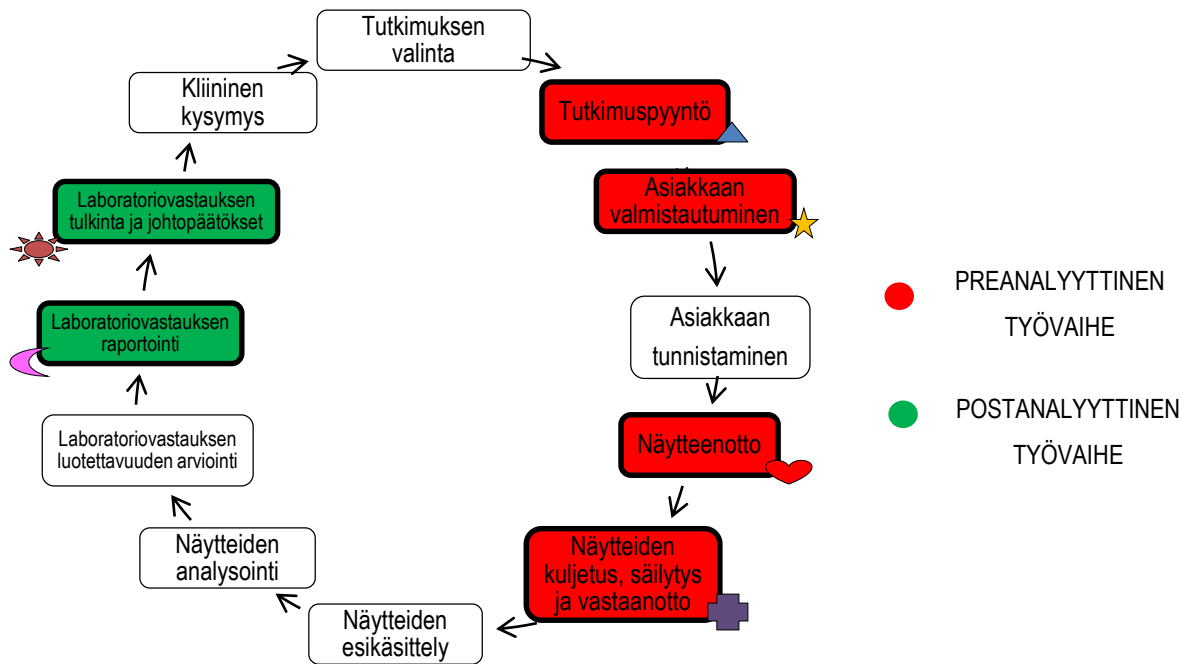 Tutkimuksen
valinta
Kliininen
kysymys
Tutkimuspyyntö
Asiakkaan
valmistautuminen
Asiakkaan
tunnistaminen
Näytteenotto
Näytteiden
kuljetus, säilytys
ja vastaanotto
Näytteiden
esikäsittely
Näytteiden
analysointi
Laboratoriovastauksen
luotettavuuden arviointi
Laboratoriovastauksen
raportointi
Laboratoriovastauksen
tulkinta ja johtopäätökset
PREANALYYTTINEN
TYÖVAIHE
POSTANALYYTTINEN
TYÖVAIHE